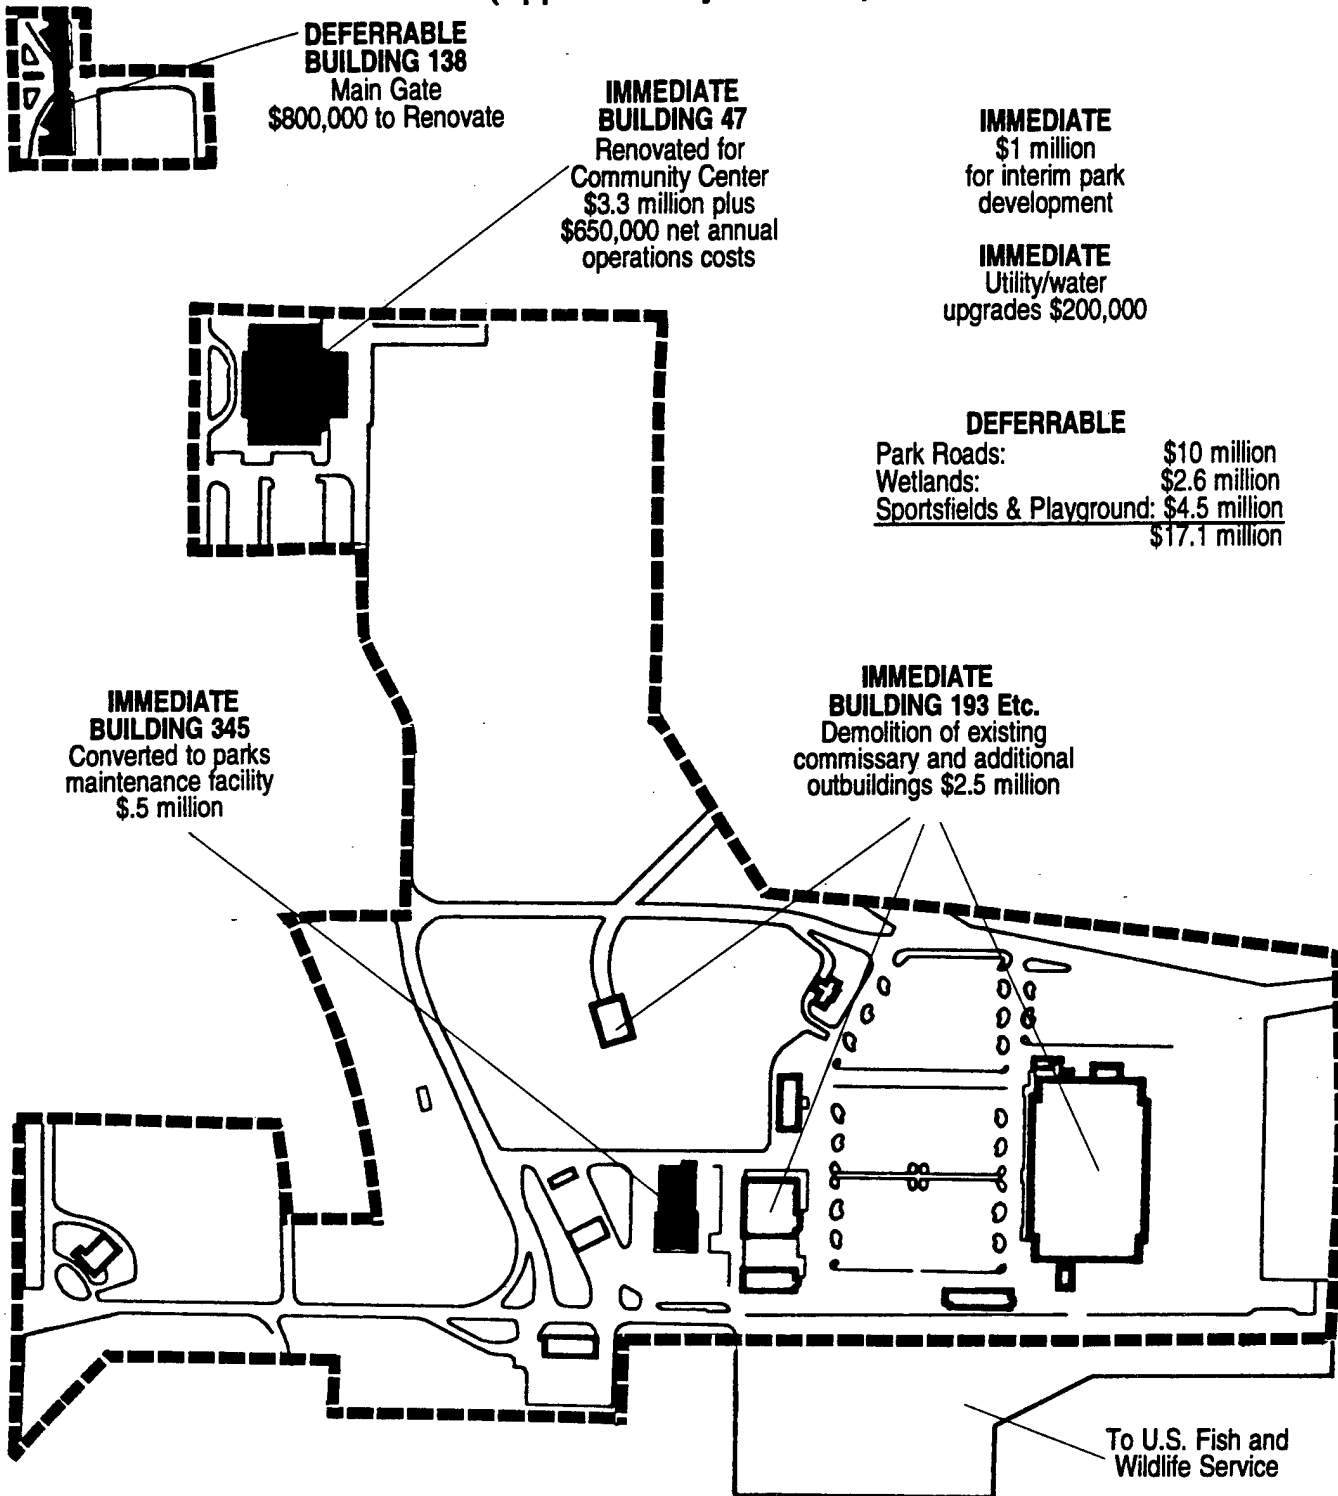 DEFERRABLE
BUILDING 138
Main Gate
$800,000 to Renovate
IMMEDIATE
BUILDING 47
Renovated for
Community Center
$3.3 million plus
$650,000 net annual
operations costs
IMMEDIATE
$1 million
for interim park
development
IMMEDIATE
Utility/water
upgrades $200,000
DEFERRABLE
Park Roads: $10 million
Wetlands: $2.6 million
Sportsfields & Playground: $4.5 million
$17.1 million
IMMEDIATE
BUILDING 345
Converted to parks
maintenance facility
$.5 million
IMMEDIATE
BUILDING 193 Etc.
Demolition of existing
commissary and additional
outbuildings $2.5 million
To U.S. Fish and
Wildlife Service